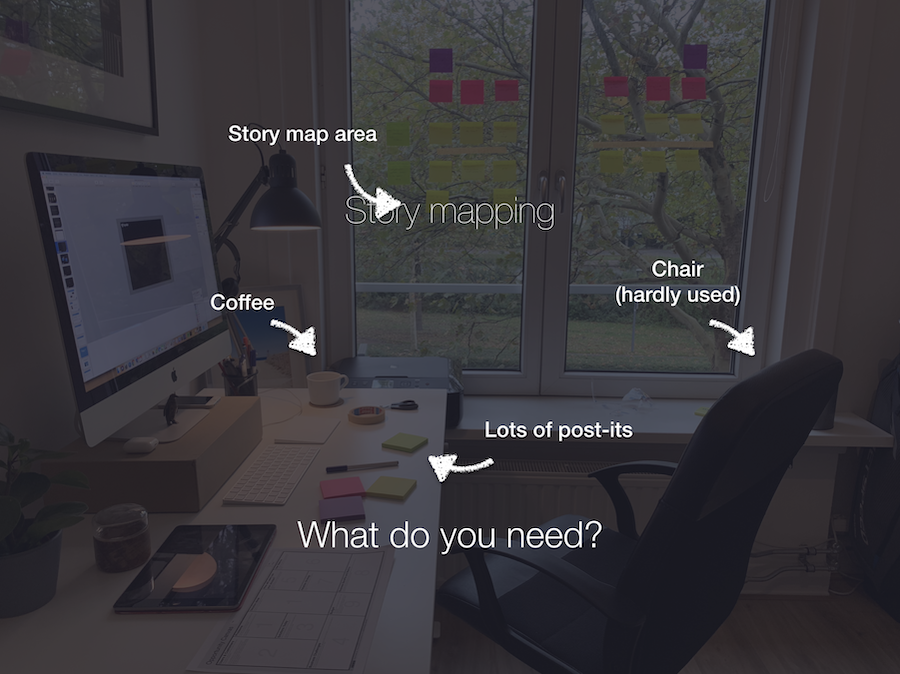 Story map area
Story mapping
Chair
(hardly used)
Coffee
Lots of post-its
What do you need?